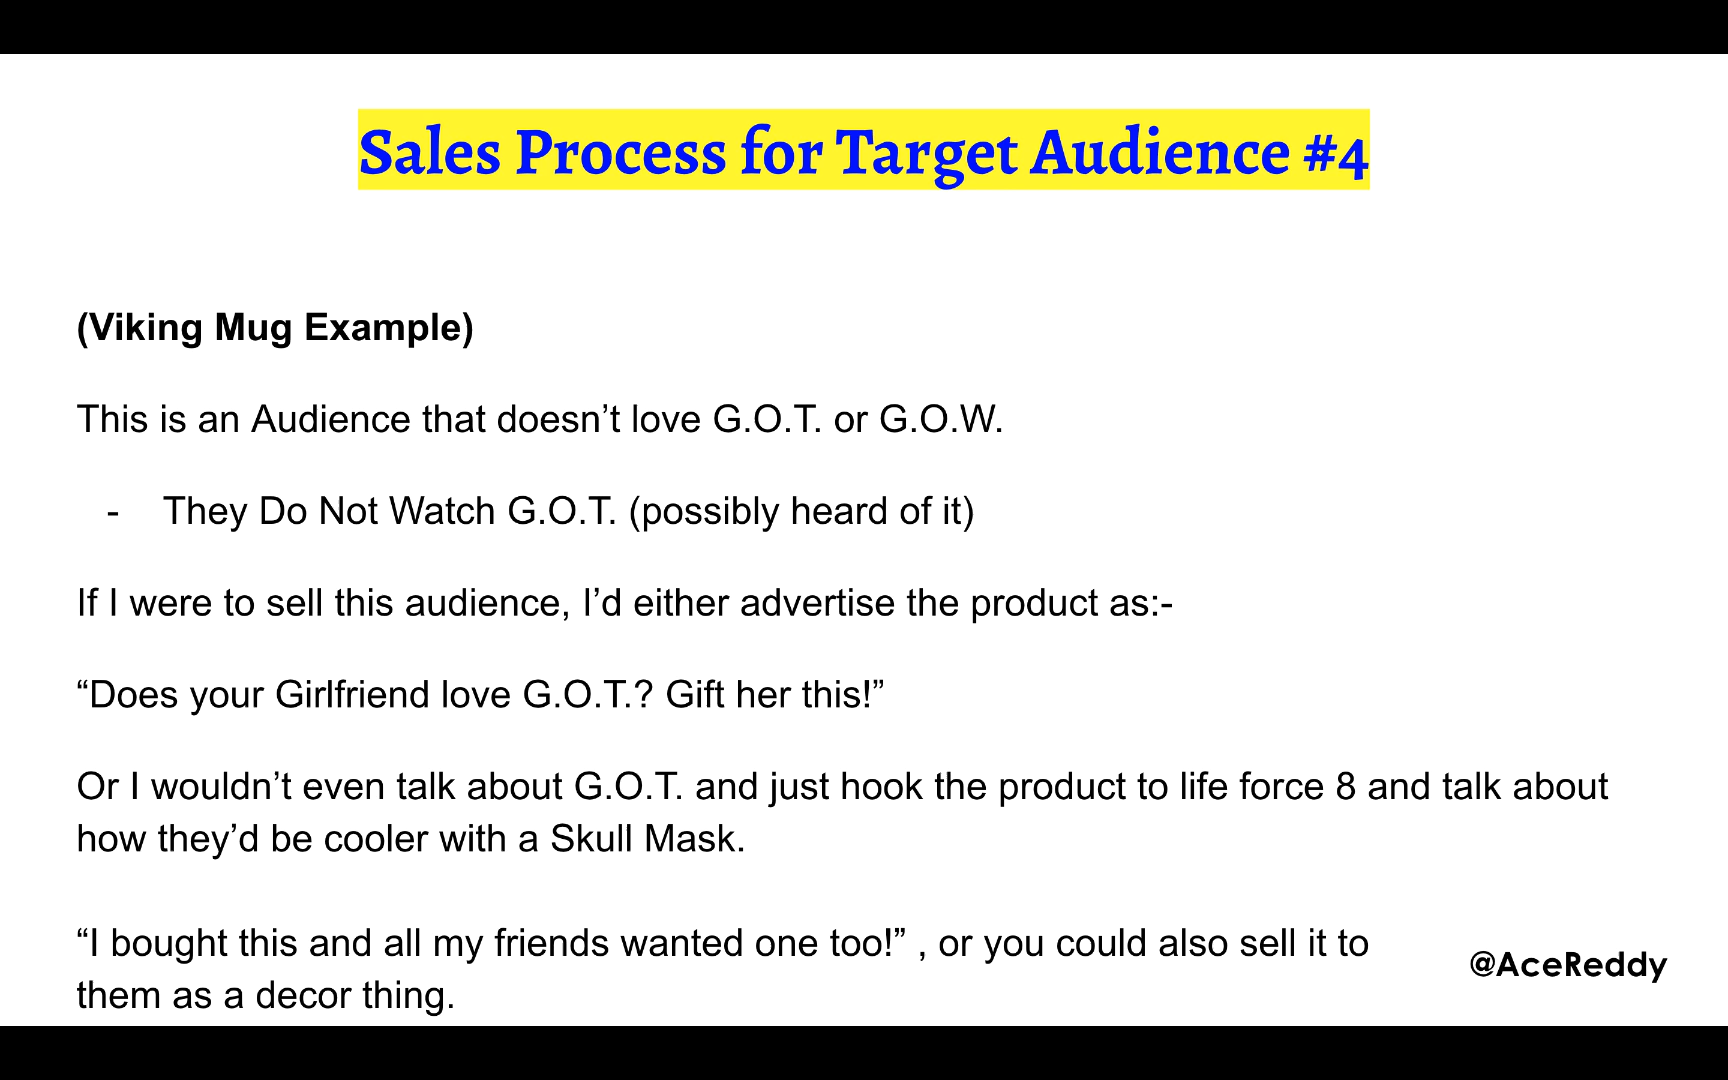 Sales Process for Target Audience #4
(Viking Mug Example)
This is an Audience that doesn’t love G.O.T. or G.O.W.
- They Do Not Watch G.O.T. (possibly heard of it)
If I were to sell this audience, I’d either advertise the product as:-
“Does your Girlfriend love G.O.T.? Gift her this!”
Or I wouldn’t even talk about G.O.T. and just hook the product to life force 8 and talk about
how they’d be cooler with a Skull Mask.
“I bought this and all my friends wanted one too!” , or you could also sell it to
them as a decor thing.
@AceReddy